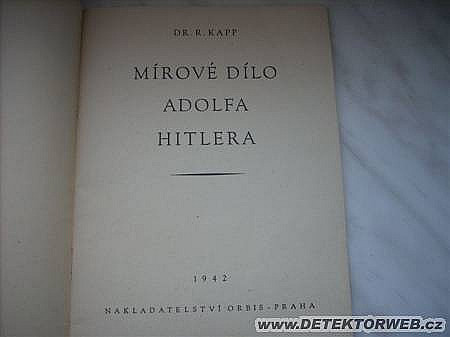 DR. R. KAPP
MÍROVÉ DÍLO
ADOLFA
HITLERA
1942
NAKLADATELSTVÍ ORBIS - PRAHA
www.DETEKTORWEB.cz